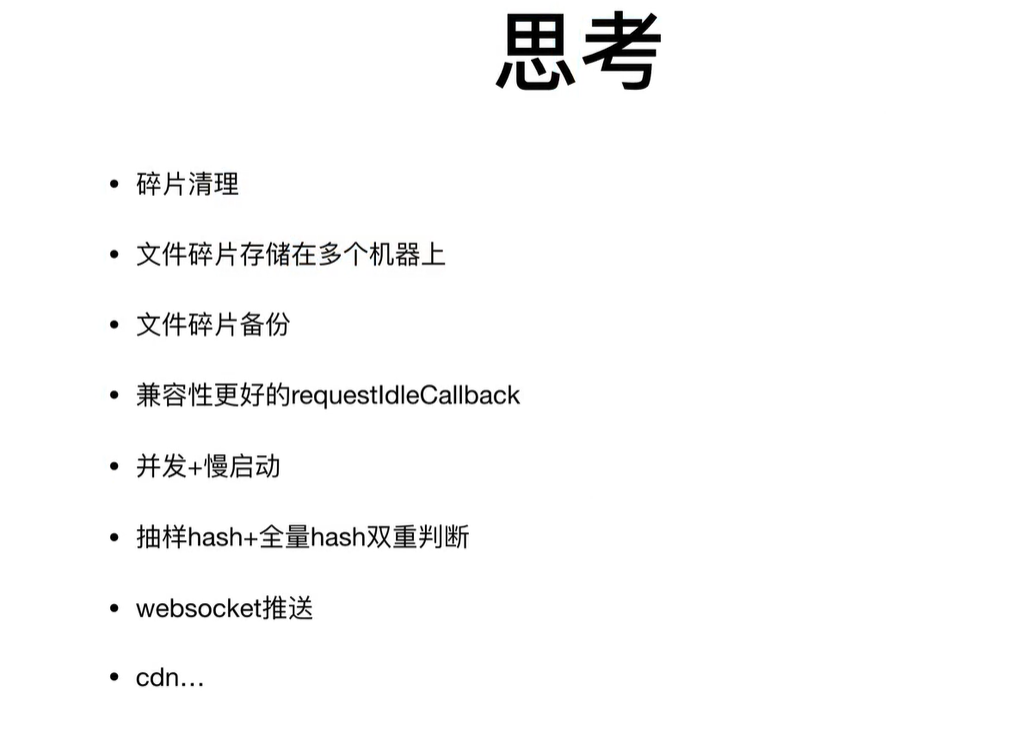 思考
• 碎片清理
• 文件碎片存储在多个机器上
• 文件碎片备份
• 兼容性更好的requestIdleCallback
• 并发+慢启动
• 抽样hash+全量hash双重判断
• websocket推送
• cdn...